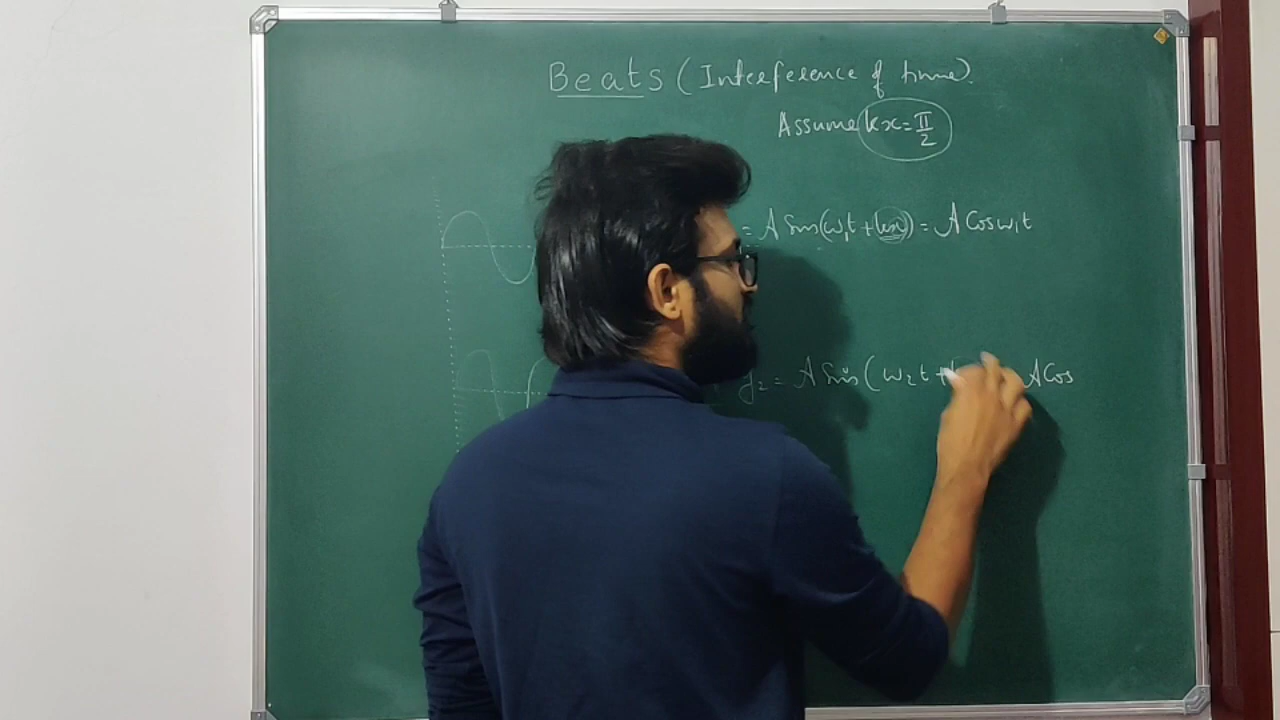 Beats (Interference of time).
Assume kx = π/2
= A Sin(ω₁t + kx) = A Cos ω₁t
y₂ = A Sin(ω₂t + A Cos